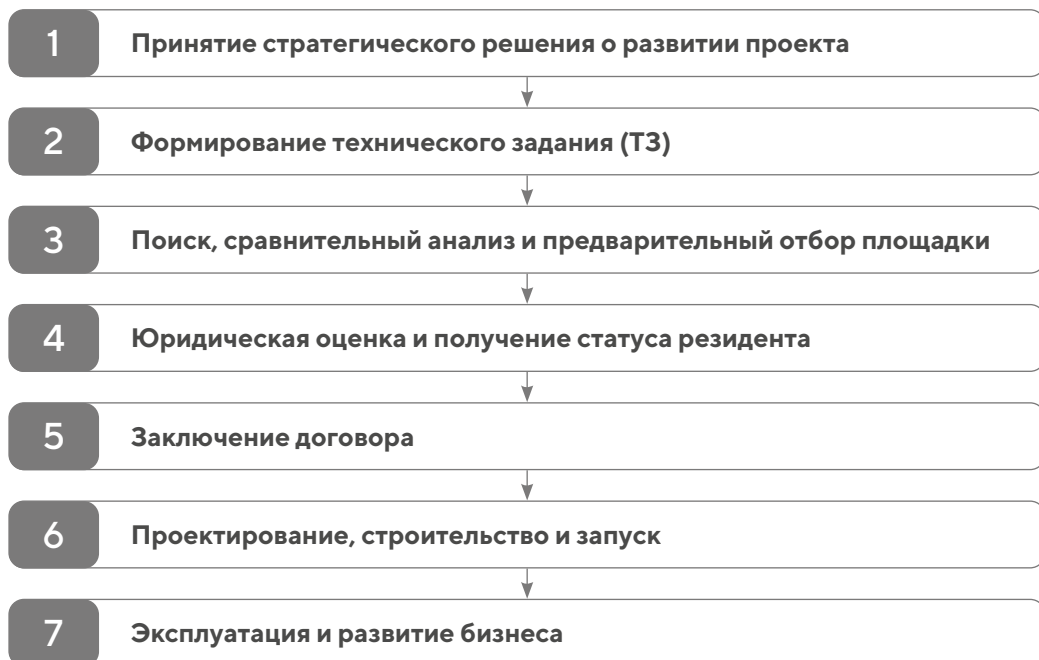 1 Принятие стратегического решения о развитии проекта
2 Формирование технического задания (ТЗ)
3 Поиск, сравнительный анализ и предварительный отбор площадки
4 Юридическая оценка и получение статуса резидента
5 Заключение договора
6 Проектирование, строительство и запуск
7 Эксплуатация и развитие бизнеса